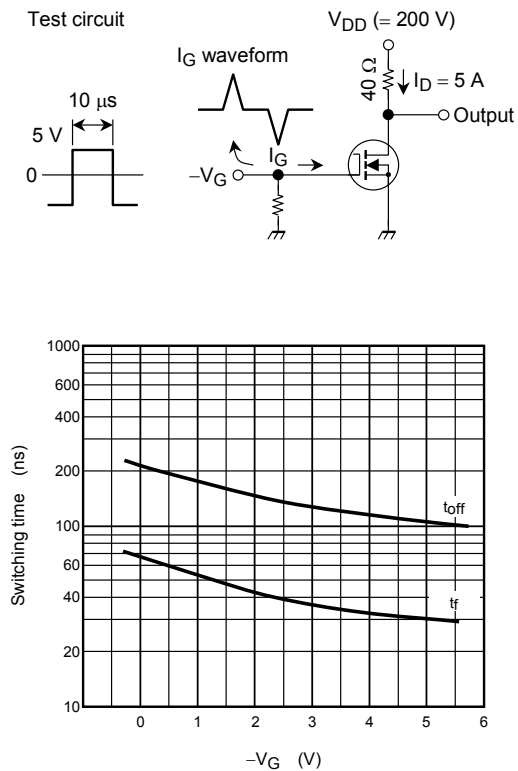 Test circuit
V_DD (= 200 V)
I_G waveform
40 Ω
I_D = 5 A
10 μs
Output
5 V
I_G
0
−V_G
1000
600
400
200
100
60
40
20
10
Switching time (ns)
t_off
t_f
0 1 2 3 4 5 6
−V_G (V)